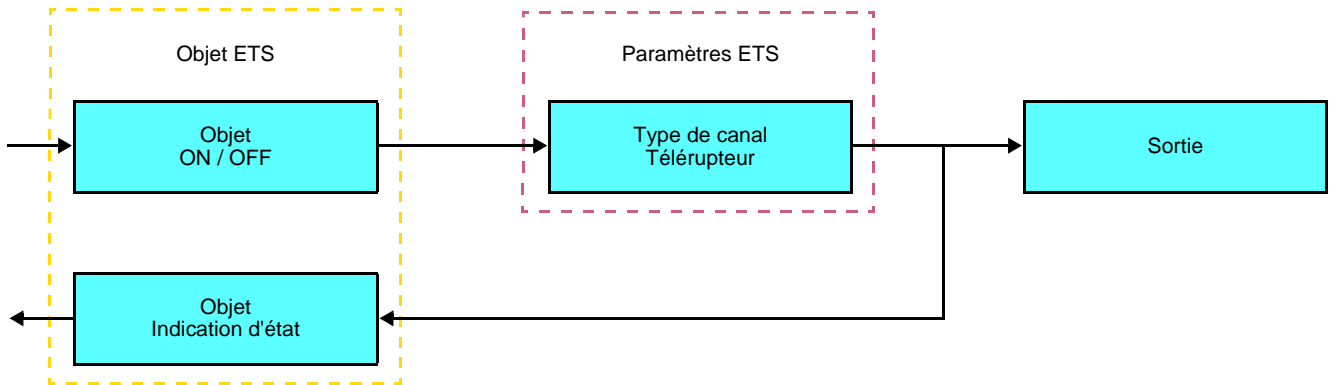 Objet ETS
Paramètres ETS
Objet
ON / OFF
Type de canal
Télérupteur
Sortie
Objet
Indication d'état